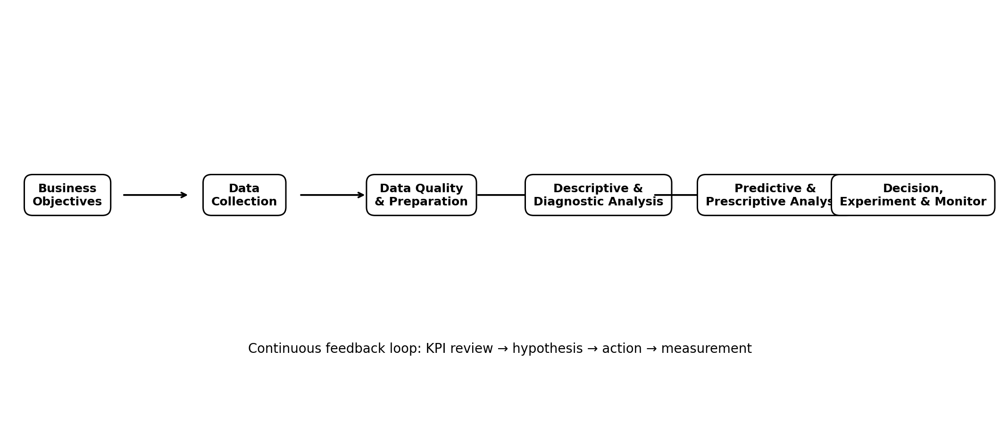 Business
Objectives
Data
Collection
Data Quality
& Preparation
Descriptive &
Diagnostic Analysis
Predictive &
Prescriptive Analys
Decision,
Experiment & Monitor
Continuous feedback loop: KPI review → hypothesis → action → measurement